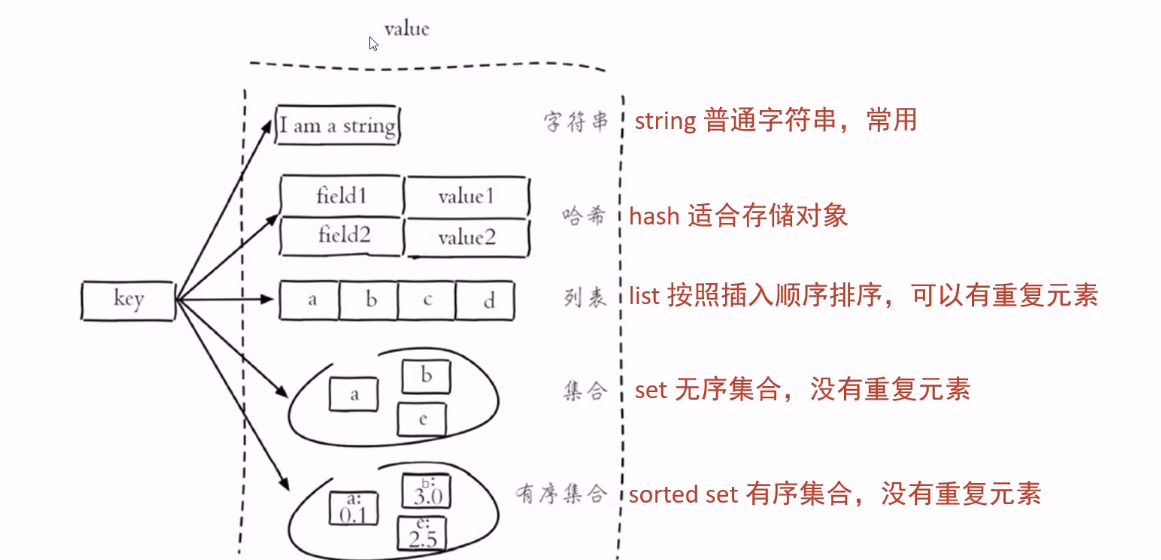 value
I am a string
字符串
string 普通字符串，常用
field1
value1
field2
value2
哈希
hash 适合存储对象
key
a
b
c
d
列表
list 按照插入顺序排序，可以有重复元素
a
b
e
集合
set 无序集合，没有重复元素
a:
0.1
b:
3.0
e:
2.5
有序集合
sorted set 有序集合，没有重复元素